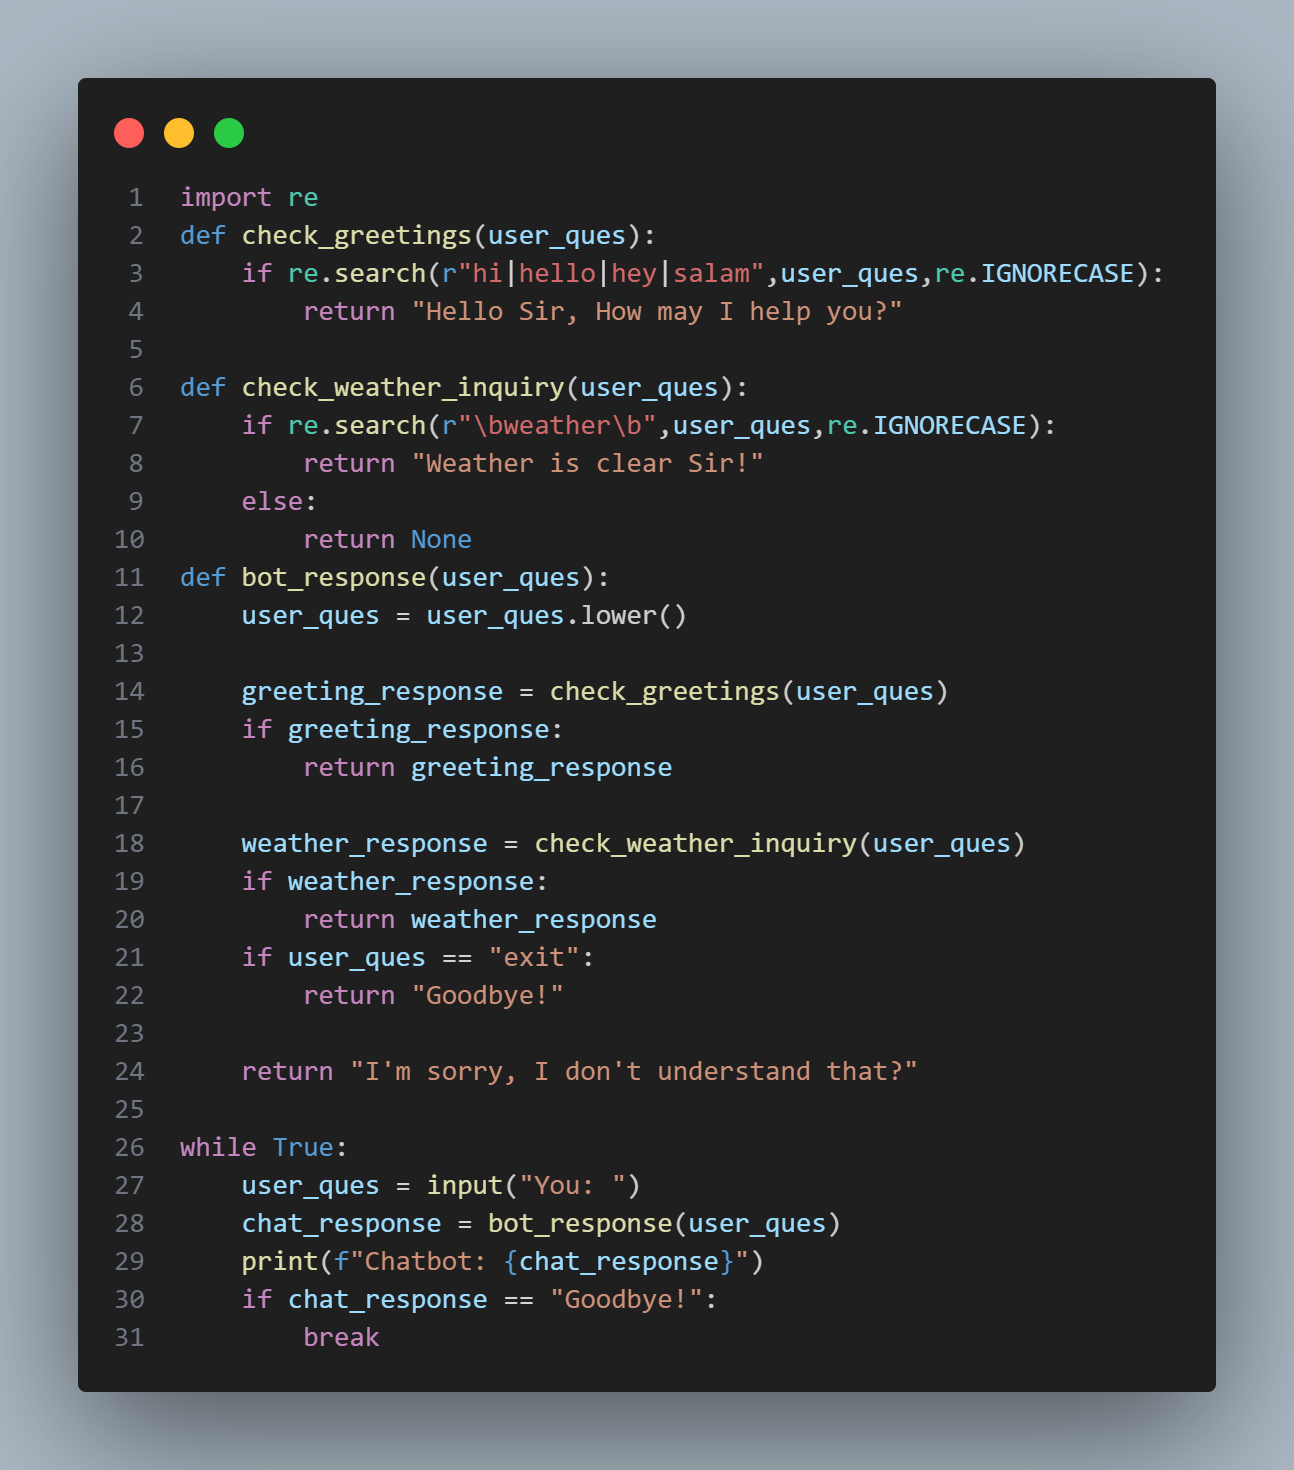 1 import re
2 def check_greetings(user_ques):
3     if re.search(r"hi|hello|hey|salam",user_ques,re.IGNORECASE):
4         return "Hello Sir, How may I help you?"
5
6 def check_weather_inquiry(user_ques):
7     if re.search(r"\bweather\b",user_ques,re.IGNORECASE):
8         return "Weather is clear Sir!"
9     else:
10         return None
11 def bot_response(user_ques):
12     user_ques = user_ques.lower()
13
14     greeting_response = check_greetings(user_ques)
15     if greeting_response:
16         return greeting_response
17
18     weather_response = check_weather_inquiry(user_ques)
19     if weather_response:
20         return weather_response
21     if user_ques == "exit":
22         return "Goodbye!"
23
24     return "I'm sorry, I don't understand that?"
25
26 while True:
27     user_ques = input("You: ")
28     chat_response = bot_response(user_ques)
29     print(f"Chatbot: {chat_response}")
30     if chat_response == "Goodbye!":
31         break